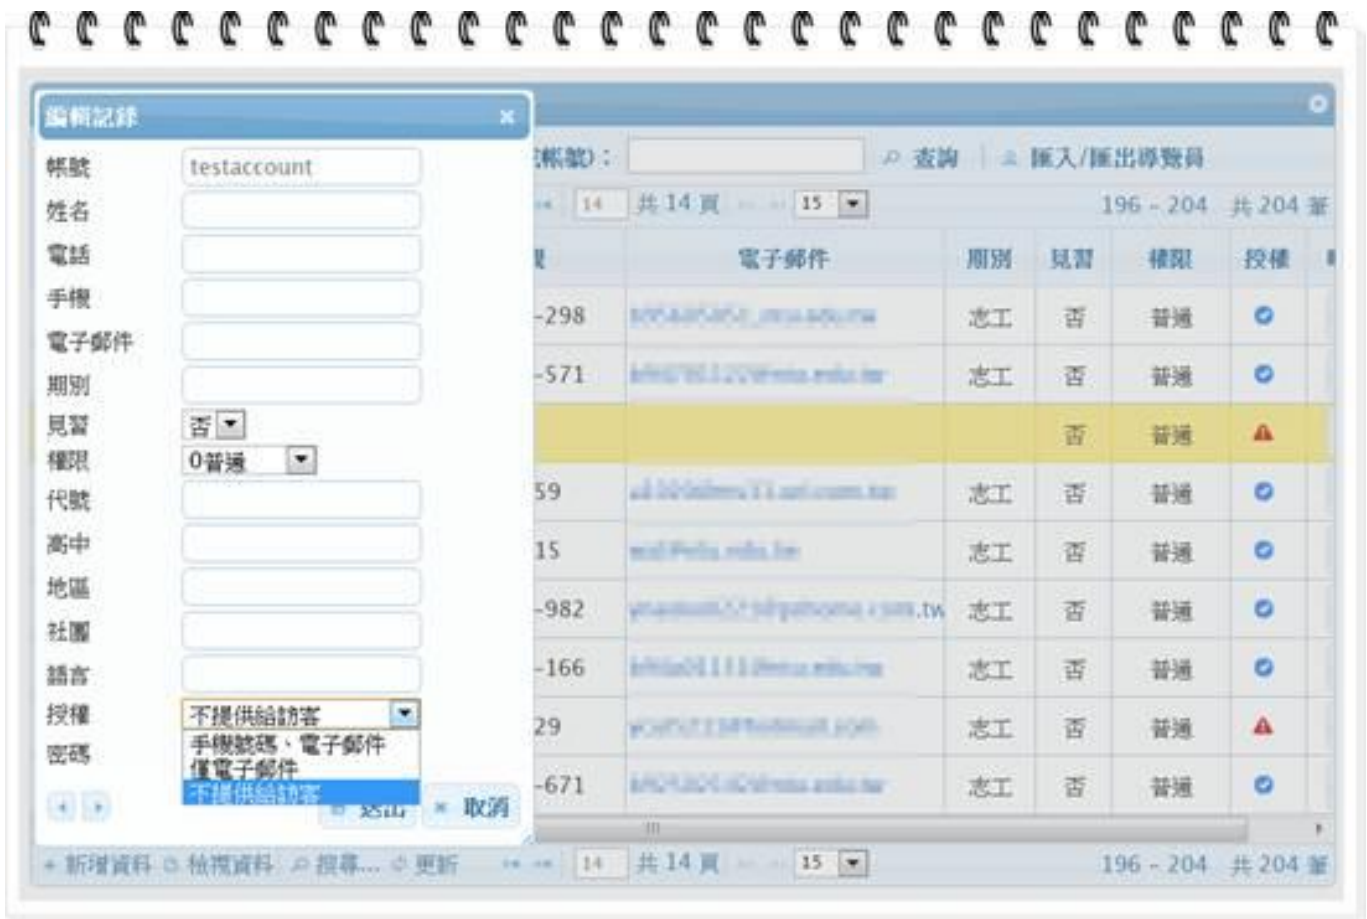 編輯記錄
帳號 testaccount
姓名
電話
手機
電子郵件
期別
見習 否
權限 0普通
代號
高中
地區
社團
語言
授權 不提供給訪客
手機號碼、電子郵件
僅電子郵件
不提供給訪客
密碼
送出 取消
帳號):
查詢 匯入/匯出導覽員
14 共 14 頁 15 196 - 204 共 204 筆
電子郵件 期別 見習 權限 授權
-298 志工 否 普通
-571 志工 否 普通
否 普通
59 志工 否 普通
15 志工 否 普通
-982 .tw 志工 否 普通
-166 志工 否 普通
29 志工 否 普通
-671 志工 否 普通
+ 新增資料 檢視資料 搜尋... 更新 14 共 14 頁 15 196 - 204 共 204 筆